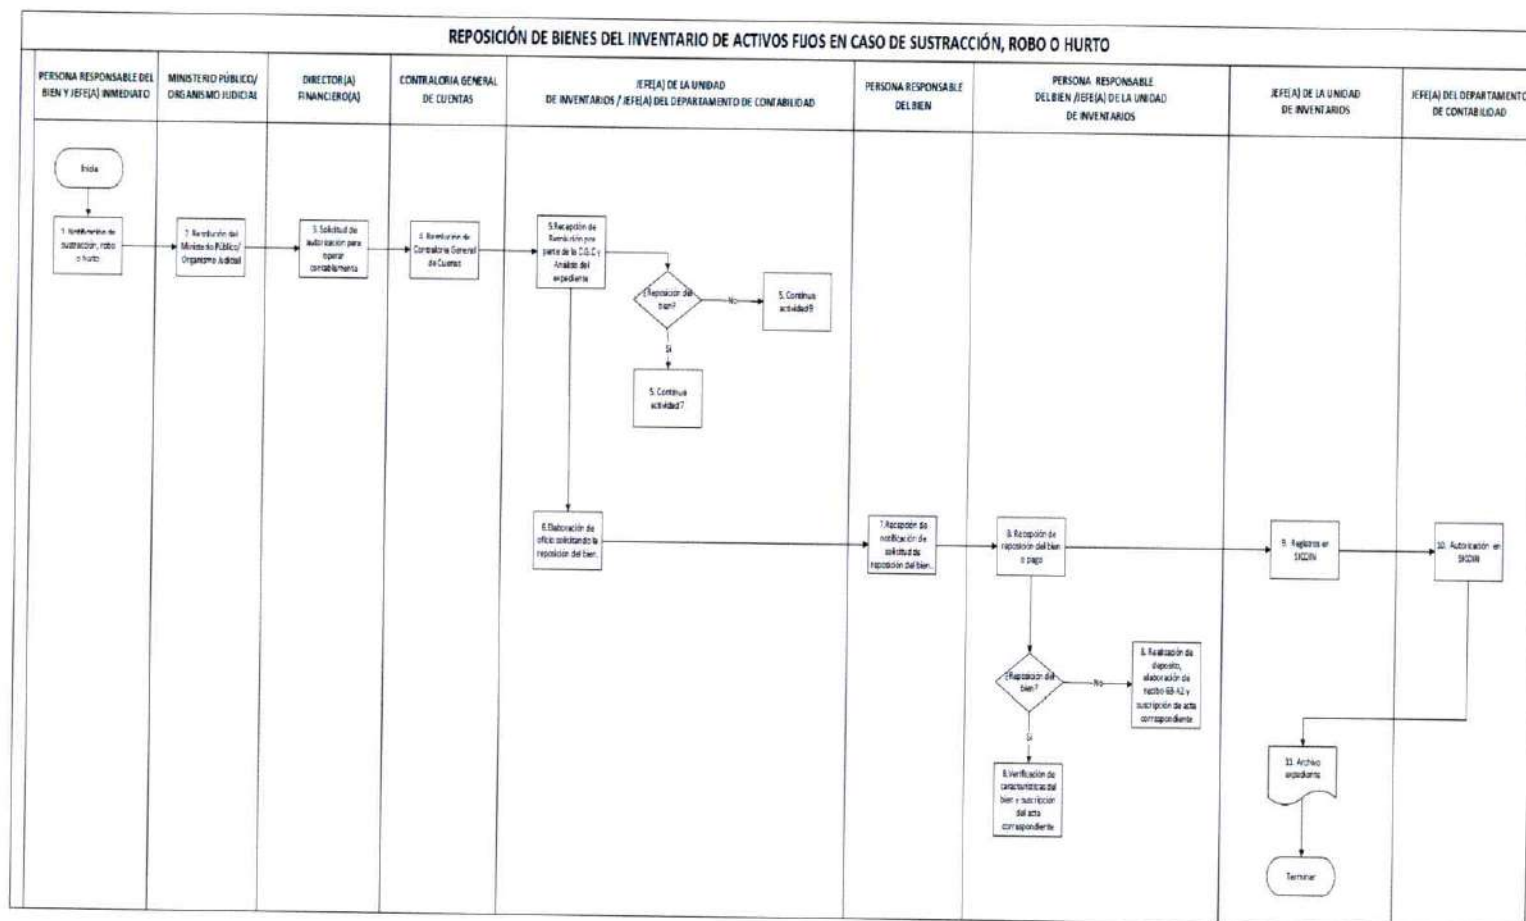 REPOSICIÓN DE BIENES DEL INVENTARIO DE ACTIVOS FIJOS EN CASO DE SUSTRACCIÓN, ROBO O HURTO
PERSONA RESPONSABLE DEL
BIEN Y JEFE(A) INMEDIATO
MINISTERIO PÚBLICO/
ORGANISMO JUDICIAL
DIRECTOR(A)
FINANCIERO(A)
CONTRALORIA GENERAL
DE CUENTAS
JEFE(A) DE LA UNIDAD
DE INVENTARIOS / JEFE(A) DEL DEPARTAMENTO DE CONTABILIDAD
PERSONA RESPONSABLE
DEL BIEN
PERSONA RESPONSABLE
DEL BIEN /JEFE(A) DE LA UNIDAD
DE INVENTARIOS
JEFE(A) DE LA UNIDAD
DE INVENTARIOS
JEFE(A) DEL DEPARTAMENTO
DE CONTABILIDAD
Inicia
1. Notificación de
sustracción, robo
o hurto
2. Resolución del
Ministerio Público/
Organismo Judicial
3. Solicitud de
autorización para
operar
contablemente
4. Resolución de
Contraloría General
de Cuentas
5.Recepción de
Resolución por
parte de la C.G.C y
Análisis del
expediente
¿Reposición del
bien?
No
5. Continua
actividad 9
Si
5. Continua
actividad 7
6.Elaboración de
oficio solicitando la
reposición del bien.
7.Recepción de
notificación de
solicitud de
reposición del bien.
8. Recepción de
reposición del bien
o pago
9. Registros en
SICOIN
10. Autorización en
SICOIN
¿Reposición del
bien?
No
8. Realización de
deposito,
elaboración de
recibo 63-A2 y
suscripción de acta
correspondiente
Si
8.Verificación de
características del
bien y suscripción
del acta
correspondiente
11. Archivo
expediente
Terminar